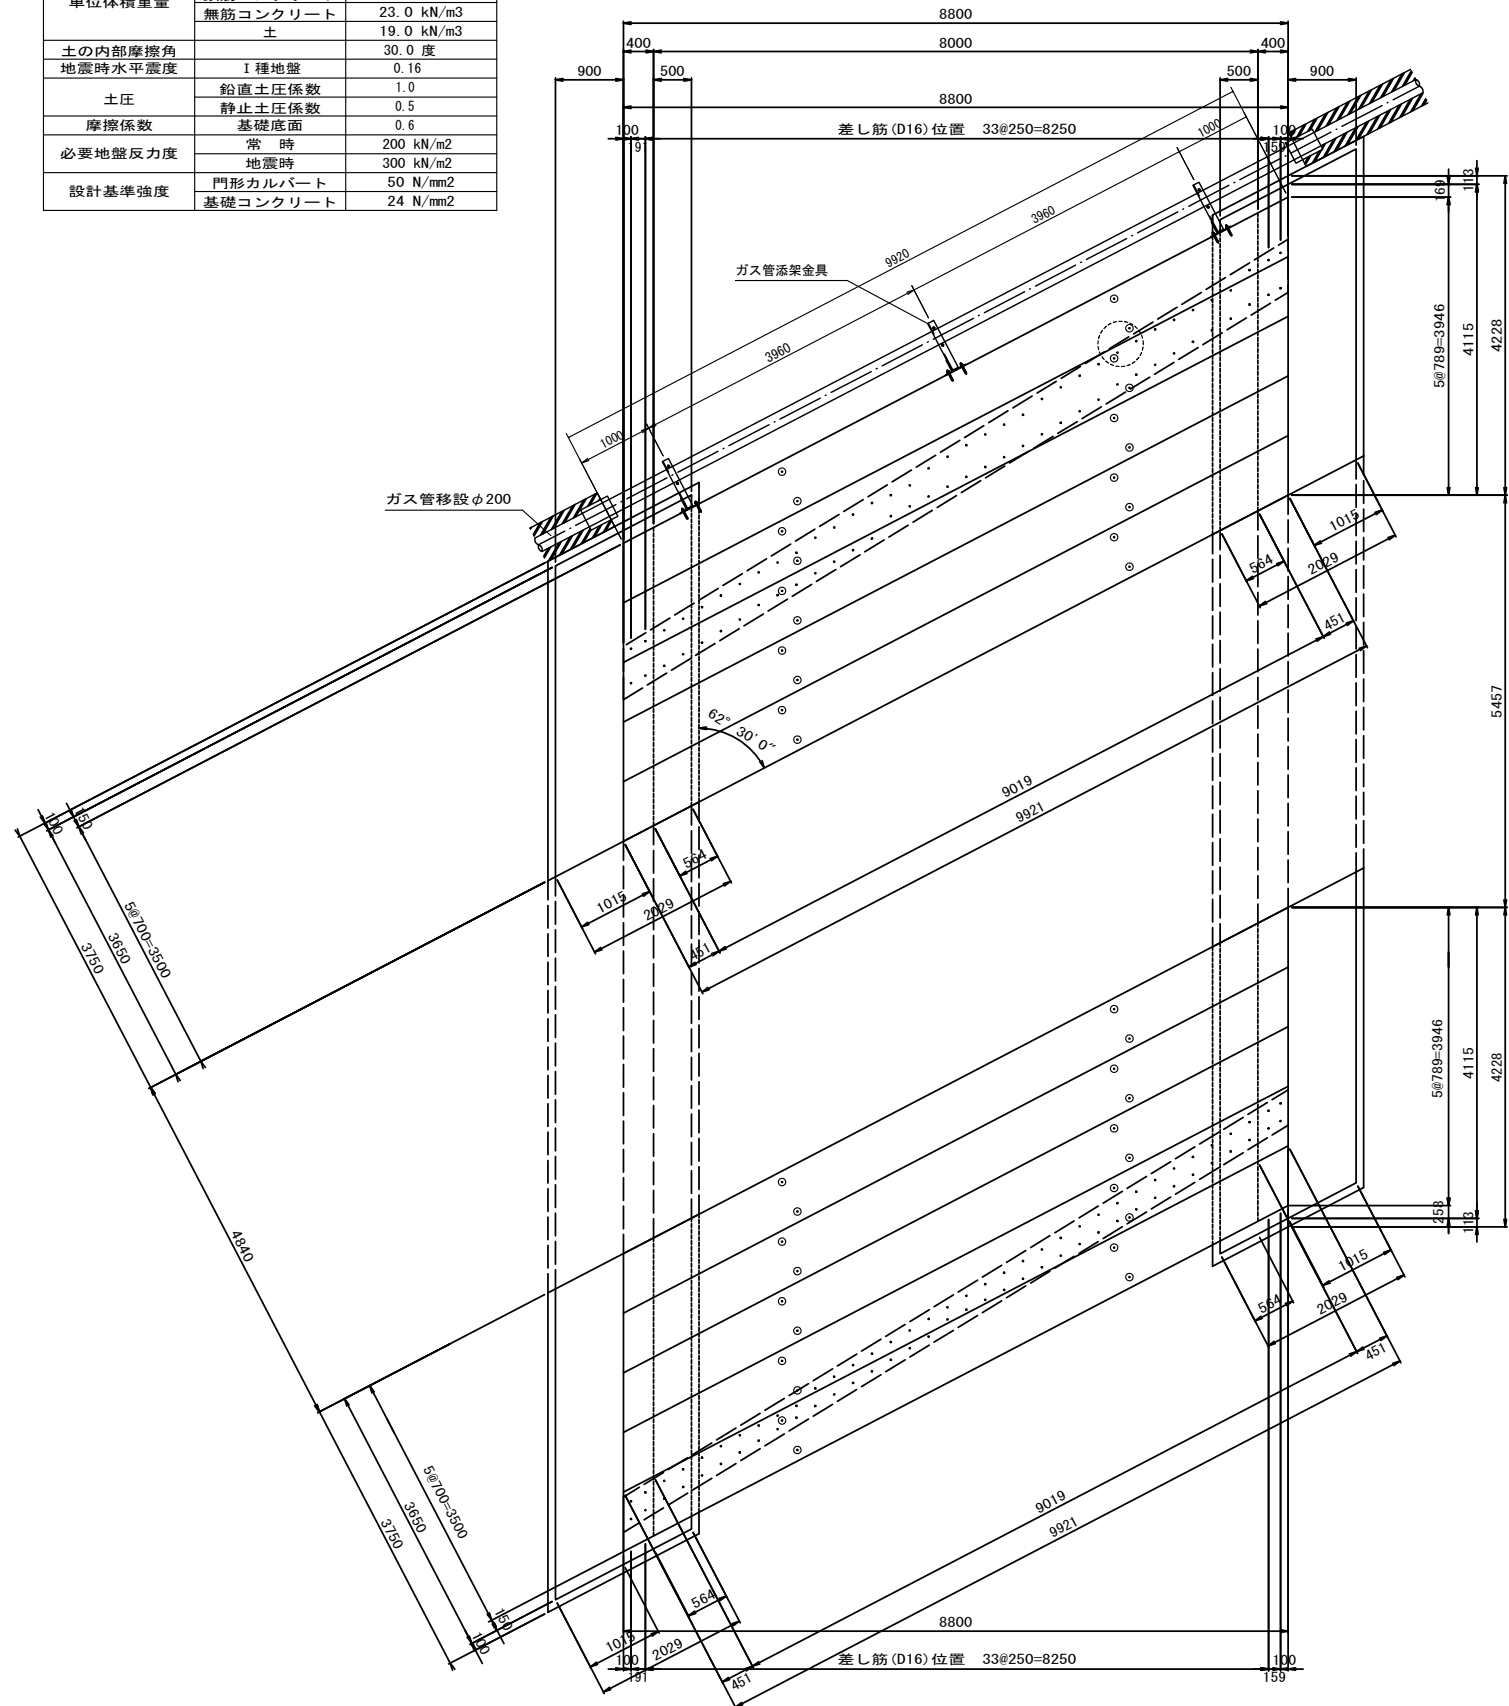 単位体積重量
無筋コンクリート 23.0 kN/m3
土 19.0 kN/m3
土の内部摩擦角 30.0 度
地震時水平震度 I 種地盤 0.16
土圧 鉛直土圧係数 1.0
静止土圧係数 0.5
摩擦係数 基礎底面 0.6
必要地盤反力度 常 時 200 kN/m2
地震時 300 kN/m2
設計基準強度 門形カルバート 50 N/mm2
基礎コンクリート 24 N/mm2
8800
400 8000 400
900 500 500 900
8800
100 差し筋(D16)位置 33@250=8250 100
159
1000
3960
9920
ガス管添架金具
3960
1000
ガス管移設φ200
169
113
5@789=3946
4115
4228
1015
564
2029
451
5457
62°30'0"
9019
9921
564
1015
2029
451
100
150
5@700=3500
3650
3750
4840
5@789=3946
4115
4228
258
113
1015
564
2029
451
5@700=3500
3650
3750
150
100
9019
9921
564
1015
2029
451
8800
100 差し筋(D16)位置 33@250=8250 100
191 159